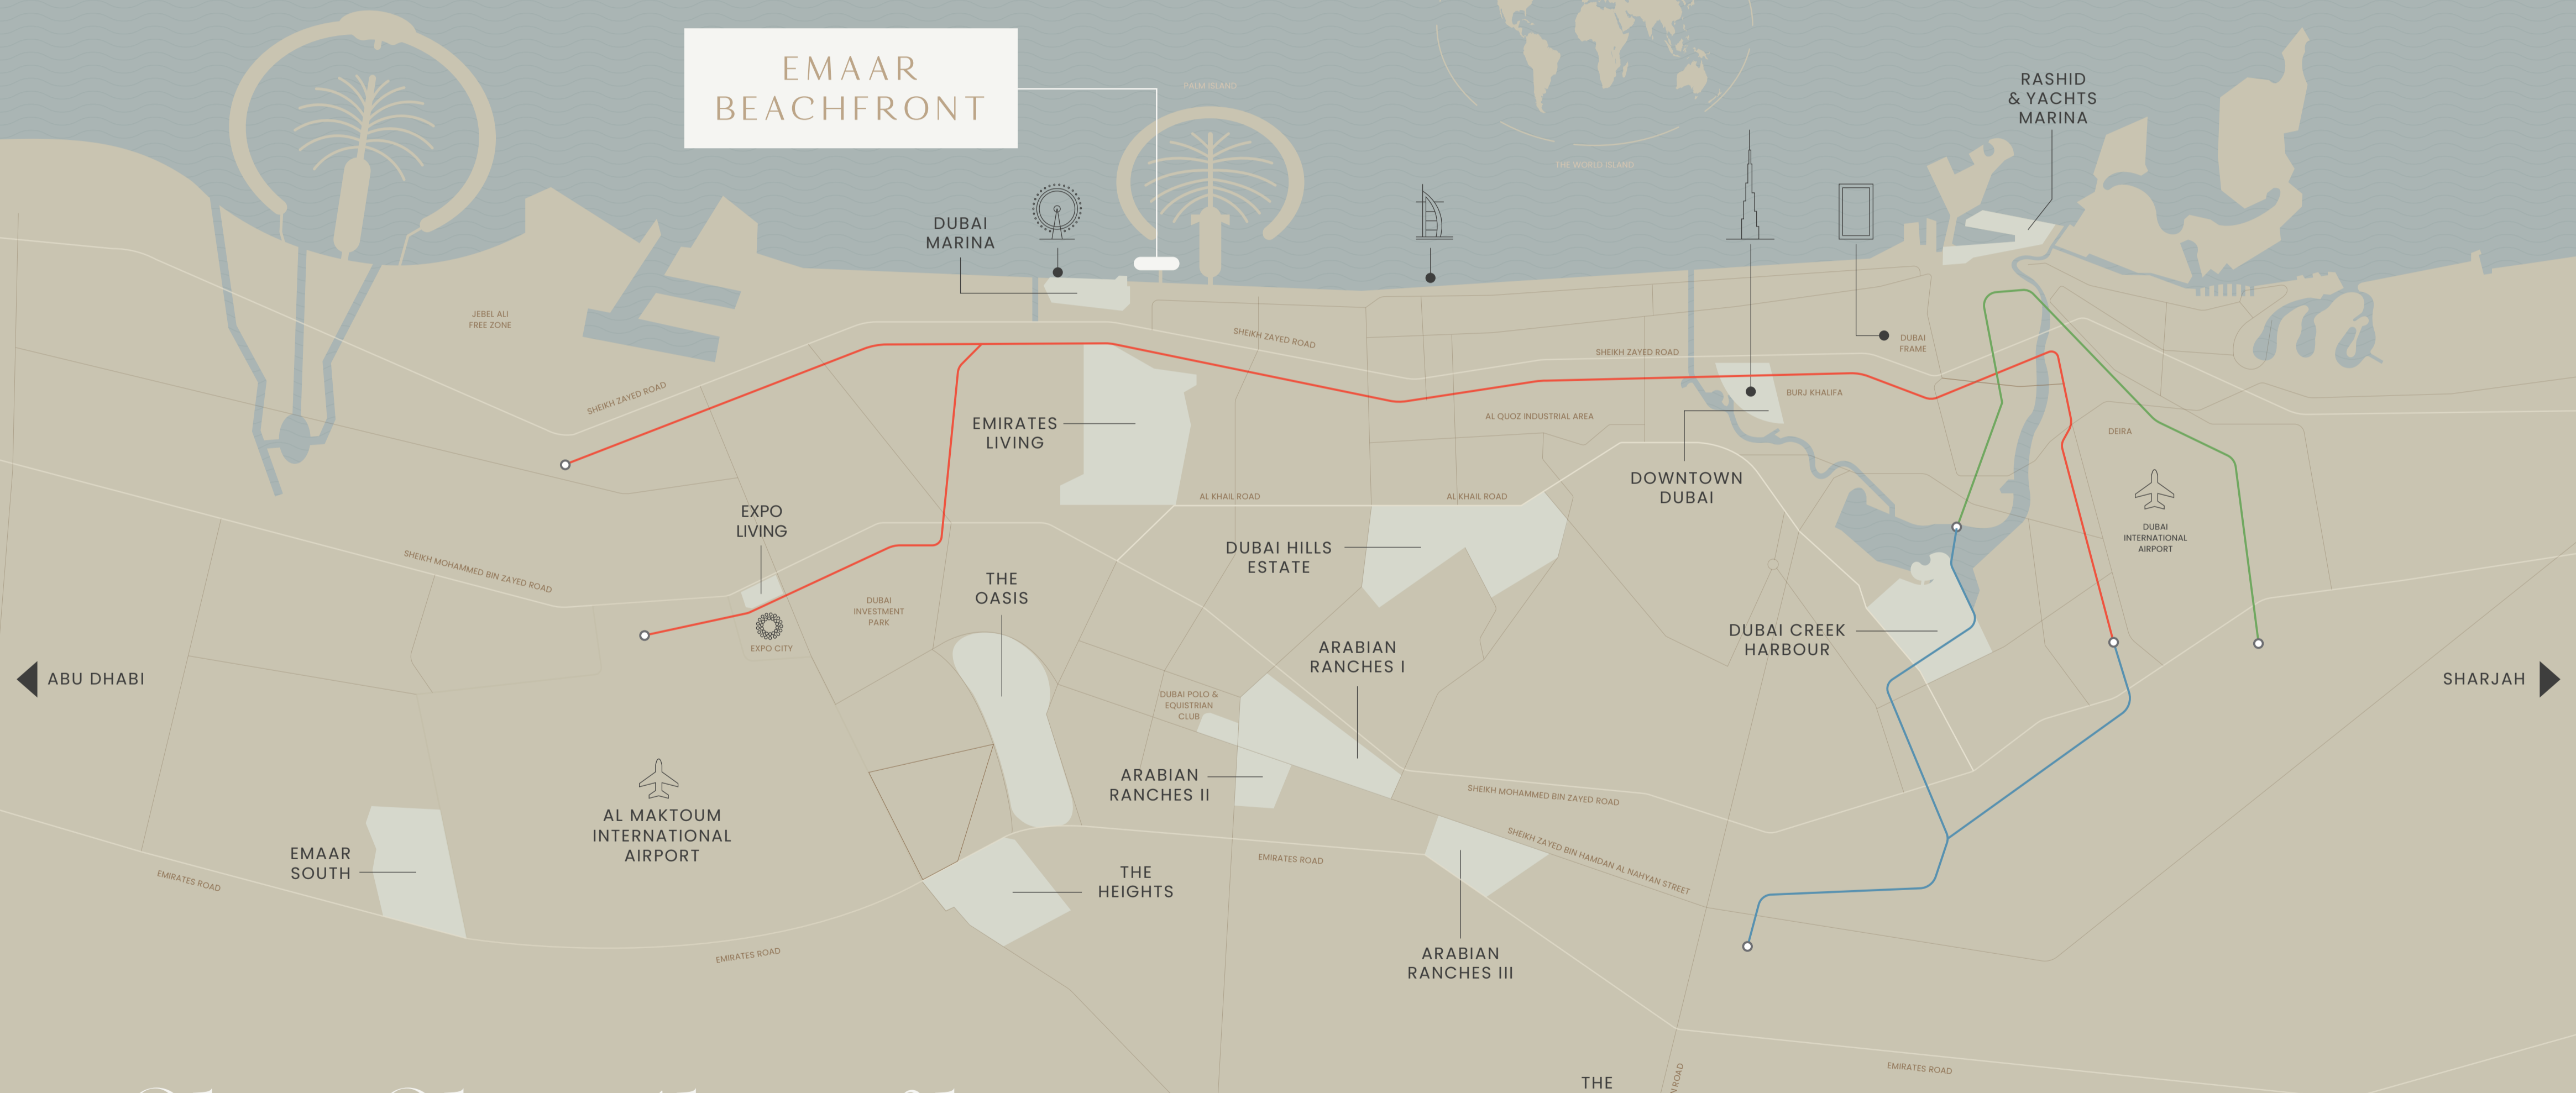 EMAAR
BEACHFRONT
PALM ISLAND
THE WORLD ISLAND
RASHID
& YACHTS
MARINA
DUBAI
MARINA
JEBEL ALI
FREE ZONE
SHEIKH ZAYED ROAD
SHEIKH ZAYED ROAD
SHEIKH ZAYED ROAD
DUBAI
FRAME
BURJ KHALIFA
AL QUOZ INDUSTRIAL AREA
EMIRATES
LIVING
DEIRA
DOWNTOWN
DUBAI
AL KHAIL ROAD
AL KHAIL ROAD
EXPO
LIVING
DUBAI
INTERNATIONAL
AIRPORT
DUBAI HILLS
ESTATE
SHEIKH MOHAMMED BIN ZAYED ROAD
THE
OASIS
DUBAI
INVESTMENT
PARK
EXPO CITY
DUBAI CREEK
HARBOUR
ARABIAN
RANCHES I
ABU DHABI
SHARJAH
DUBAI POLO &
EQUESTRIAN
CLUB
ARABIAN
RANCHES II
SHEIKH MOHAMMED BIN ZAYED ROAD
AL MAKTOUM
INTERNATIONAL
AIRPORT
SHEIKH ZAYED BIN HAMDAN AL NAHYAN STREET
EMAAR
SOUTH
EMIRATES ROAD
EMIRATES ROAD
THE
HEIGHTS
EMIRATES ROAD
ARABIAN
RANCHES III
EMIRATES ROAD
THE
ROAD